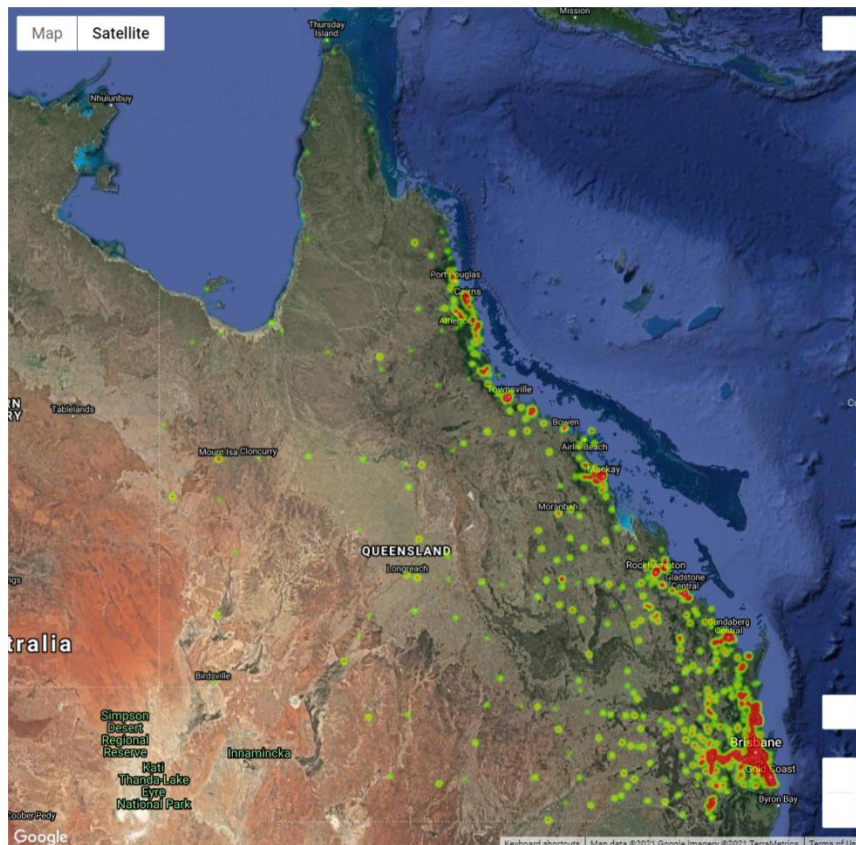 Map
Satellite
Thursday
Island
Mission
Nhulunbuy
Port Douglas
Cairns
Townsville
Bowen
Tablelands
Airlie Beach
Mount Isa
Cloncurry
Mackay
Moranbah
QUEENSLAND
Longreach
Rockhampton
Gladstone
Central
Central
tralia
Birdsville
Simpson
Desert
Regional
Reserve
Innamincka
Brisbane
Gold Coast
Kati
Thanda-Lake
Eyre
National Park
Byron Bay
Coober Pedy
Google
Keyboard shortcuts
Map data ©2021 Google Imagery ©2021 TerraMetrics
Terms of Us